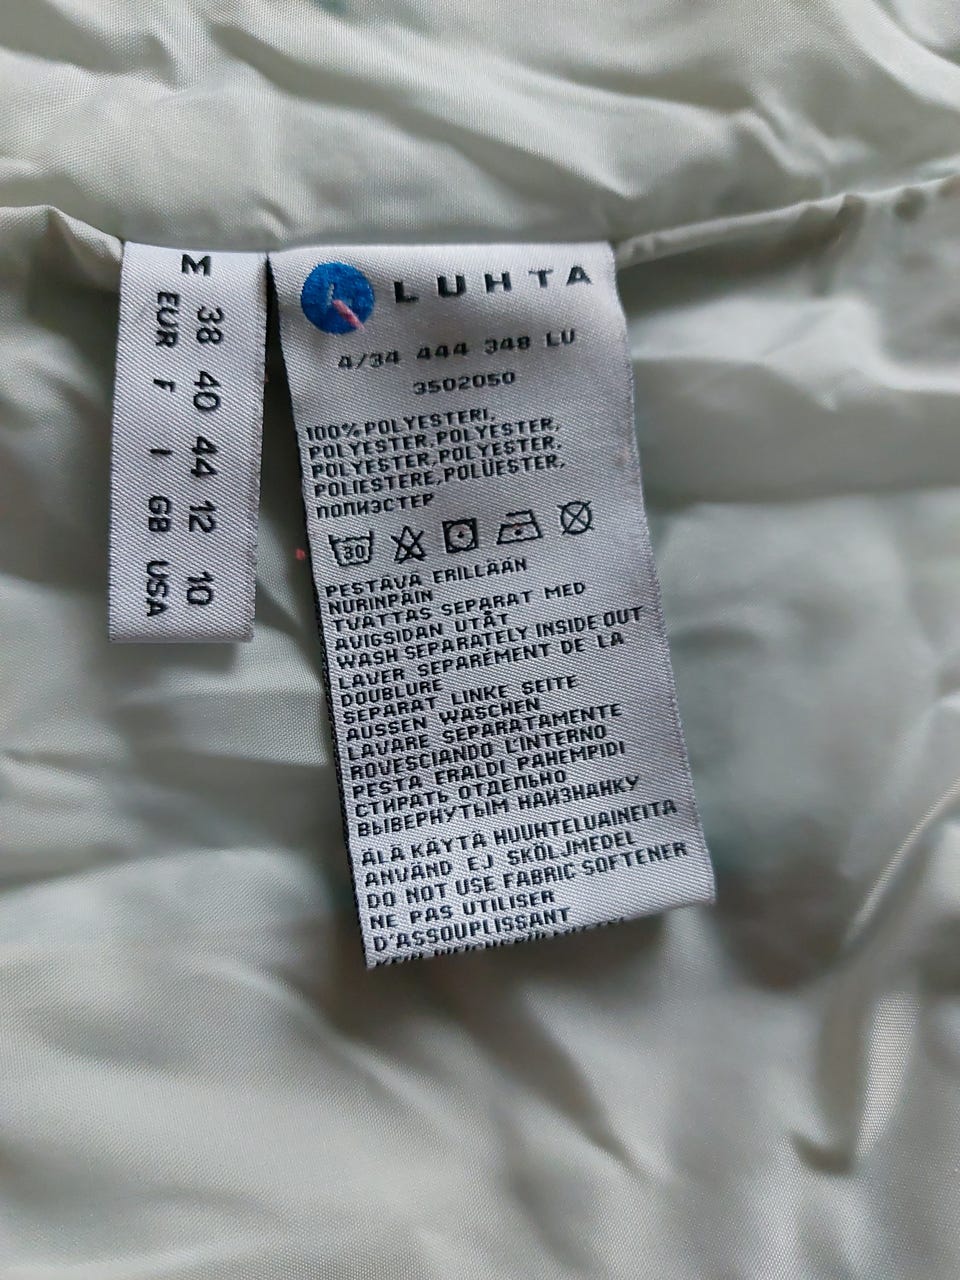 M 38 40 44 12 10
EUR F I GB USA
LUHTA
4/34 444 348 LU
3502050
100% POLYESTERI,
POLYESTER, POLYESTER,
POLYESTER, POLYESTER,
POLIESTERE, POLÜESTER,
ПОЛИЭСТЕР
30
PESTÄVÄ ERILLÄÄN
NURINPÄIN
TVÄTTAS SEPARAT MED
AVIGSIDAN UTÅT
WASH SEPARATELY INSIDE OUT
LAVER SEPAREMENT DE LA
DOUBLURE
SEPARAT LINKE SEITE
AUSSEN WASCHEN
LAVARE SEPARATAMENTE
ROVESCIANDO L'INTERNO
PESTA ERALDI PAHEMPIDI
СТИРАТЬ ОТДЕЛЬНО
ВЫВЕРНУТЫМ НАИЗНАНКУ
ÄLÄ KÄYTÄ HUUHTELUAINEITA
ANVÄND EJ SKÖLJMEDEL
DO NOT USE FABRIC SOFTENER
NE PAS UTILISER
D'ASSOUPLISSANT